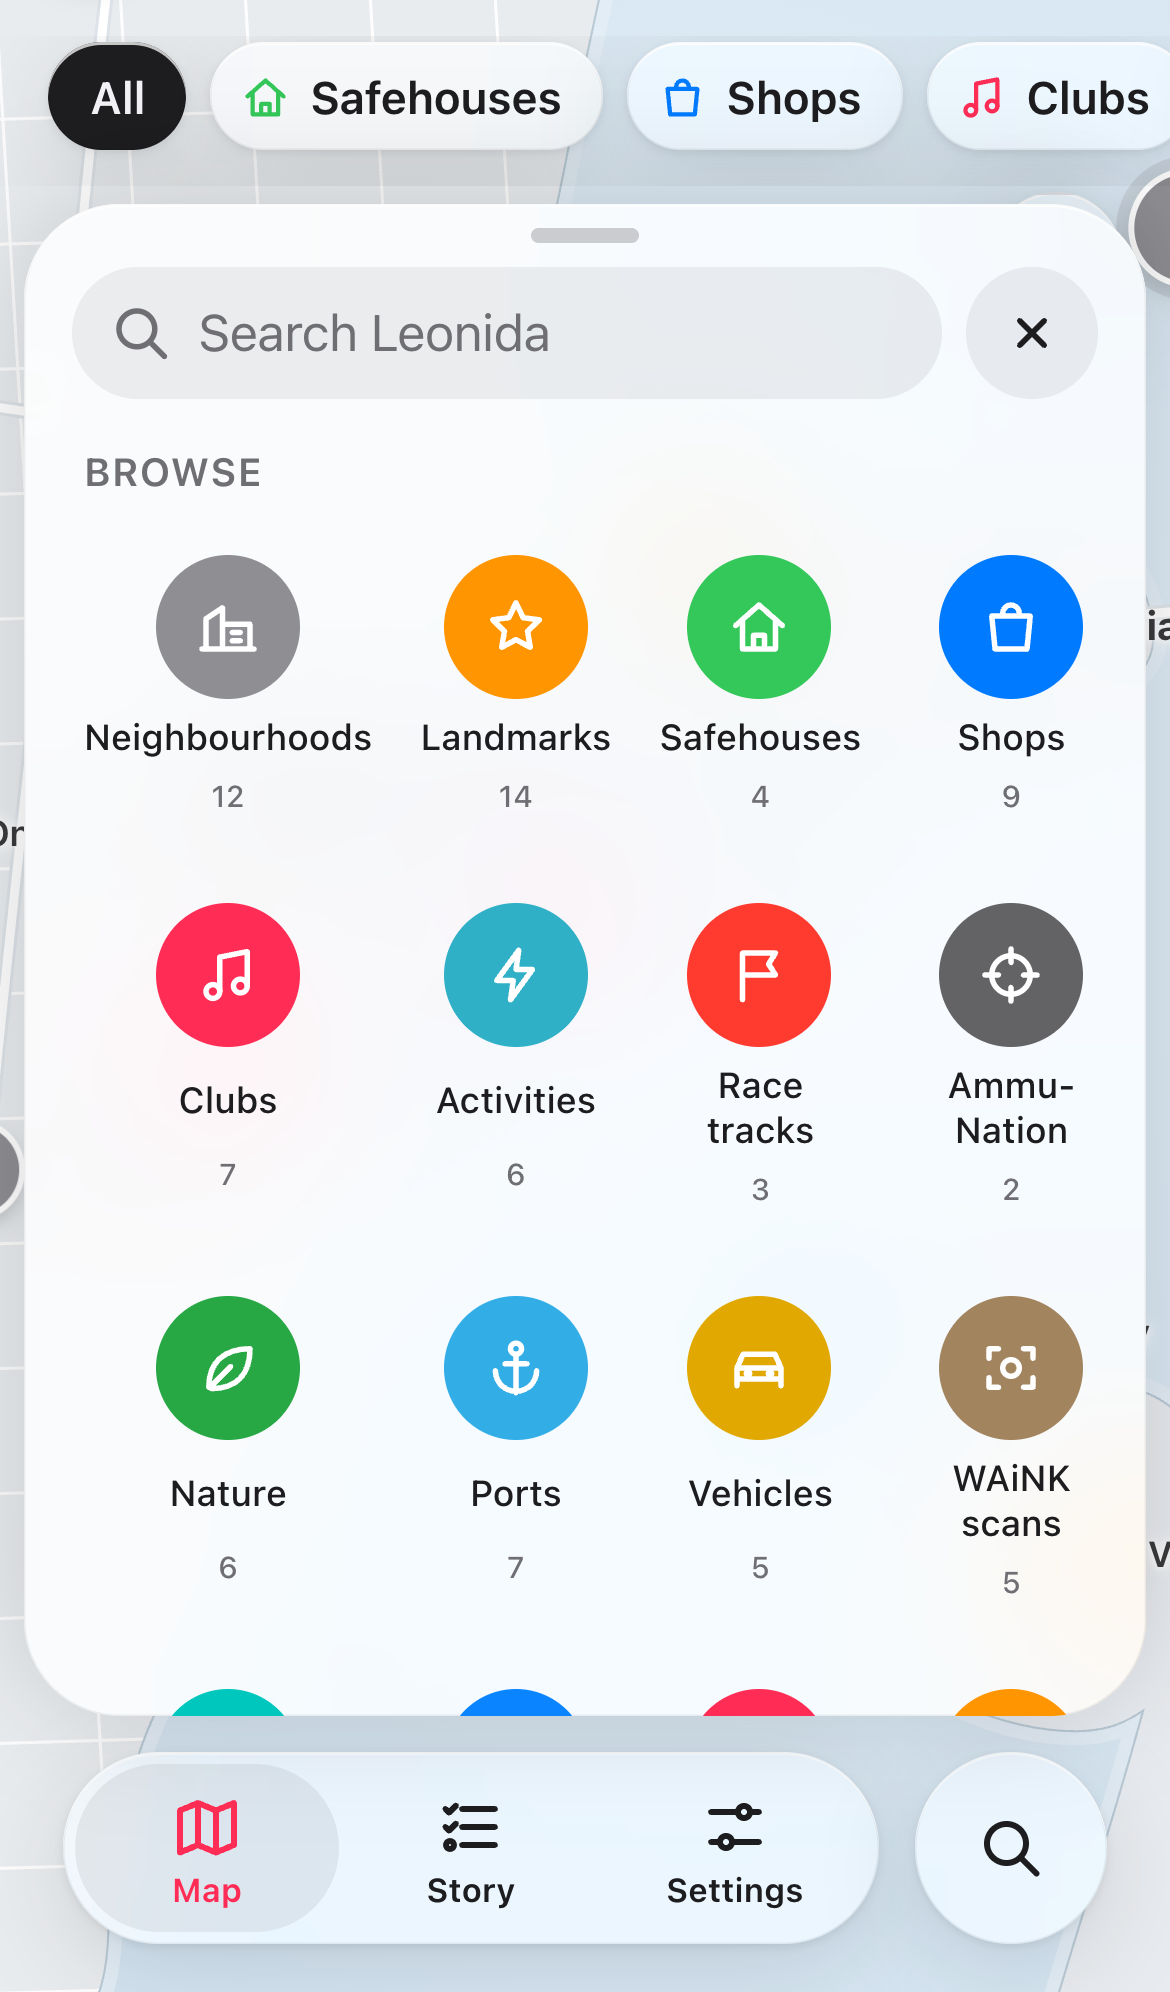 All
Safehouses
Shops
Clubs
Search Leonida
BROWSE
Neighbourhoods
12
Landmarks
14
Safehouses
4
Shops
9
Clubs
7
Activities
6
Race
tracks
3
Ammu-
Nation
2
Nature
6
Ports
7
Vehicles
5
WAiNK
scans
5
Map
Story
Settings